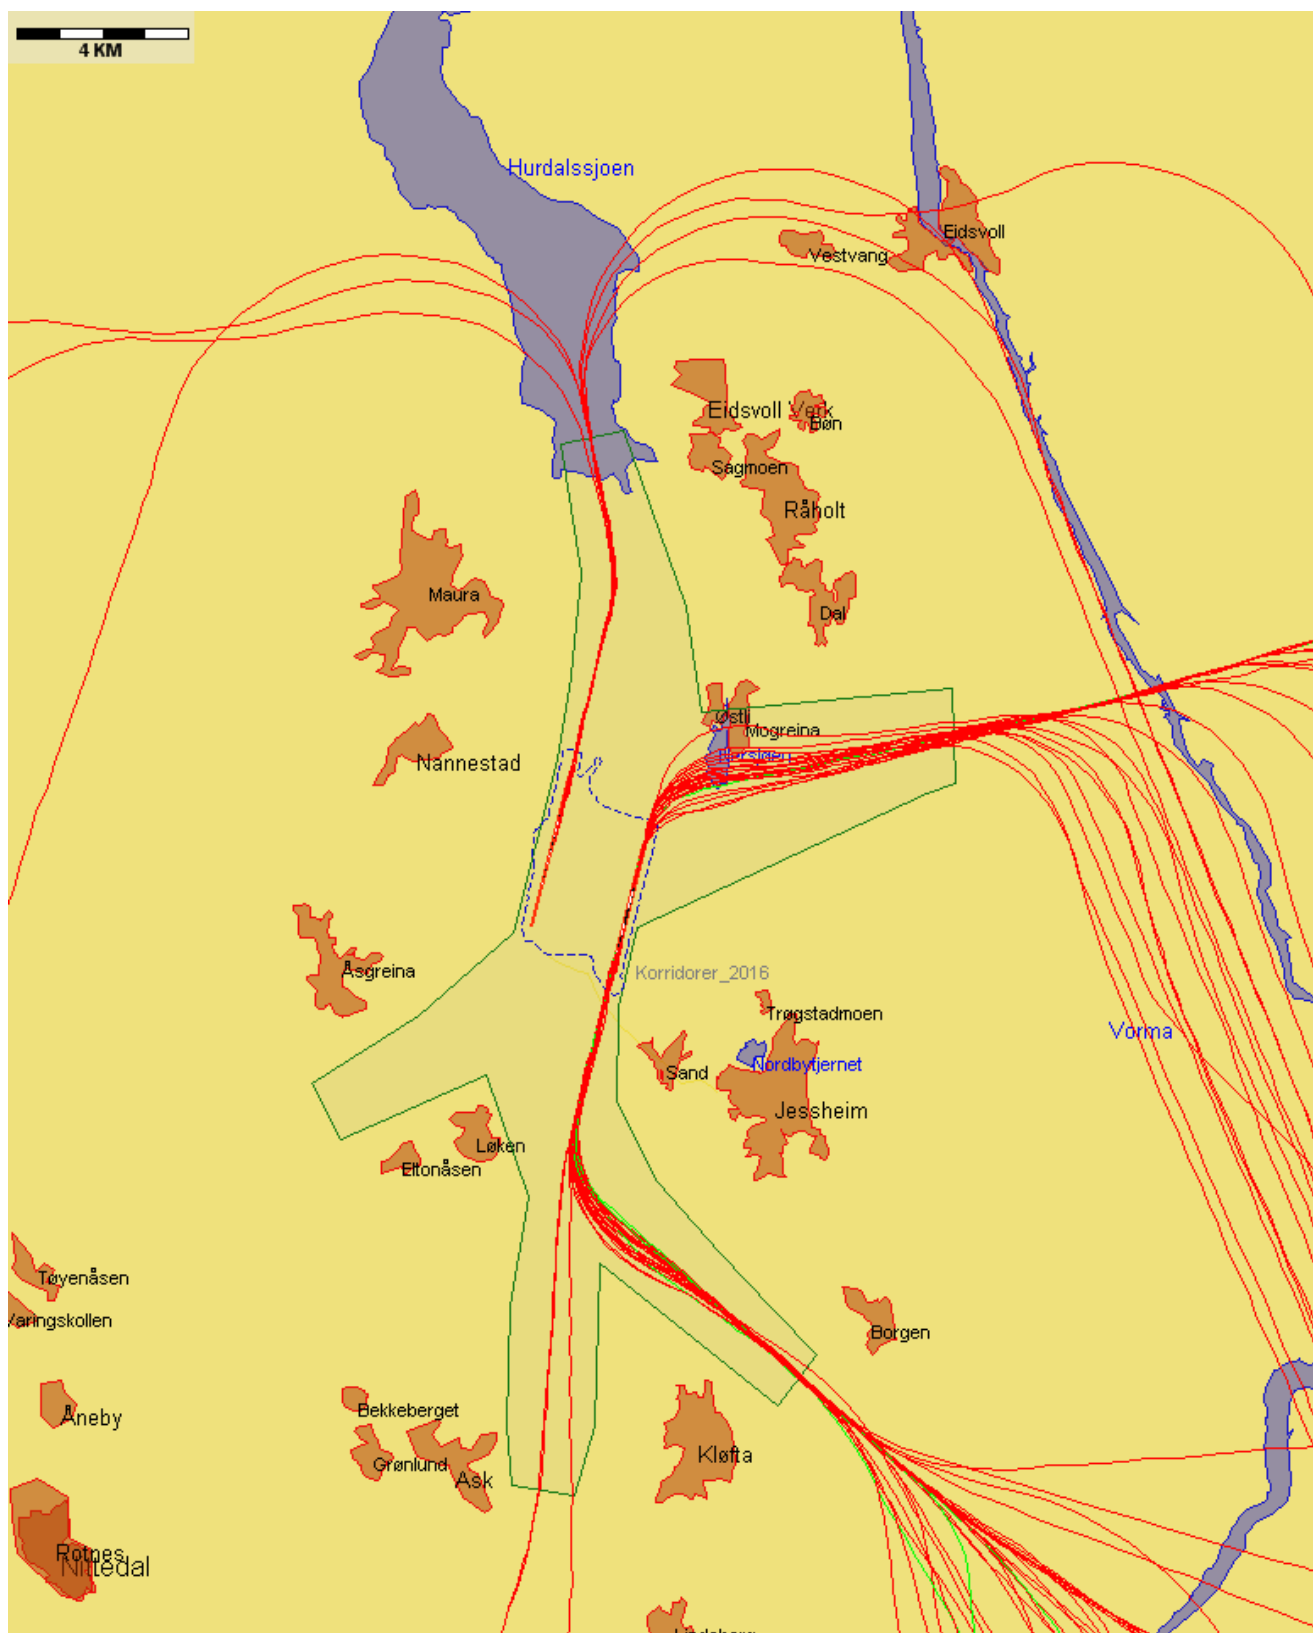 4 KM
Hurdalssjoen
Eidsvoll
Vestvang
Eidsvoll Verk
Bøn
Sagmoen
Råholt
Maura
Dal
Østli
Mogreina
Nannestad
Åsgreina
Korridorer_2016
Trøgstadmoen
Vorma
Nordbytjernet
Sand
Jessheim
Løken
Eltonåsen
Tøyenåsen
Varingskollen
Borgen
Bekkeberget
Åneby
Kløfta
Grønlund
Ask
Rotnes
Nittedal